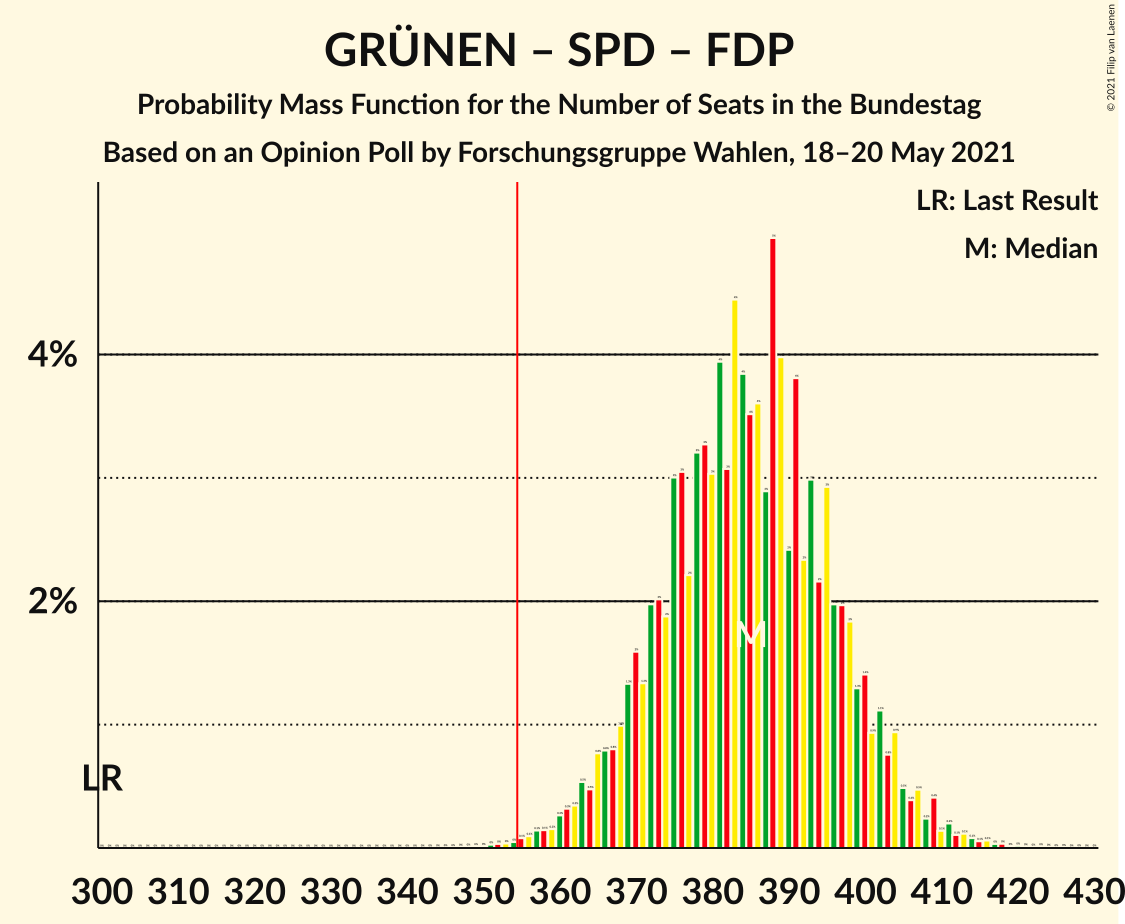 GRÜNEN – SPD – FDP
Probability Mass Function for the Number of Seats in the Bundestag
Based on an Opinion Poll by Forschungsgruppe Wahlen, 18–20 May 2021
© 2021 Filip van Laenen
LR: Last Result
M: Median
4%
2%
M
LR
300 310 320 330 340 350 360 370 380 390 400 410 420 430